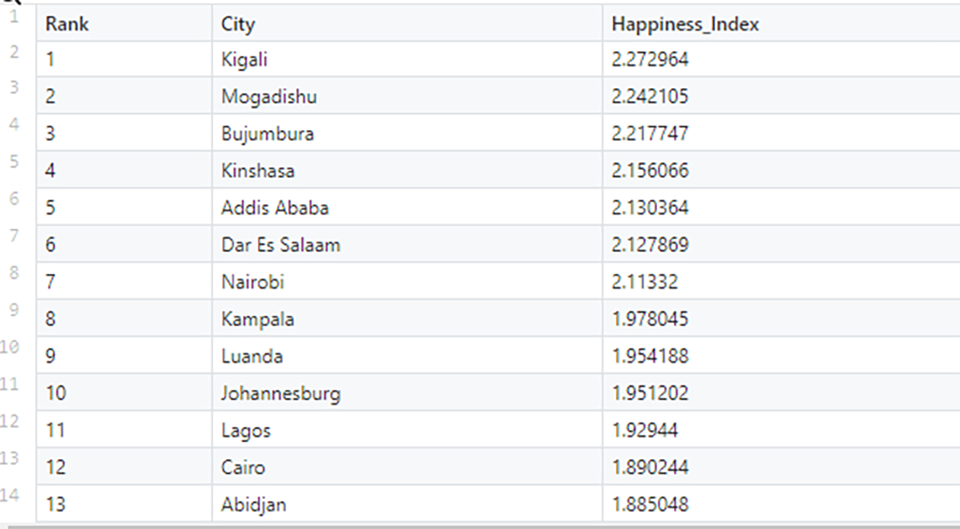 1 Rank City Happiness_Index
2 1 Kigali 2.272964
3 2 Mogadishu 2.242105
4 3 Bujumbura 2.217747
5 4 Kinshasa 2.156066
6 5 Addis Ababa 2.130364
7 6 Dar Es Salaam 2.127869
8 7 Nairobi 2.11332
9 8 Kampala 1.978045
10 9 Luanda 1.954188
11 10 Johannesburg 1.951202
12 11 Lagos 1.92944
13 12 Cairo 1.890244
14 13 Abidjan 1.885048